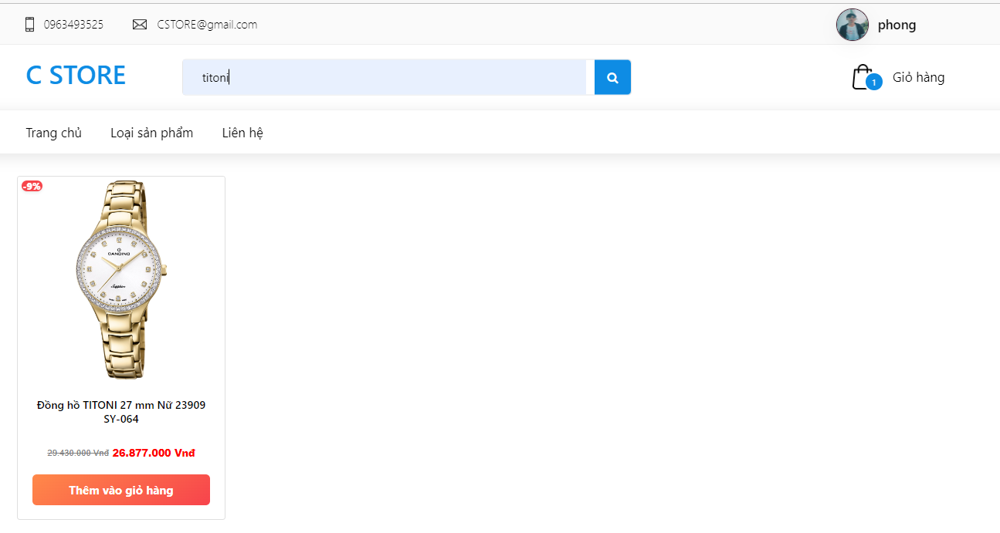 0963493525
CSTORE@gmail.com
phong
C STORE
titoni
1
Giỏ hàng
Trang chủ
Loại sản phẩm
Liên hệ
-9%
CANDINO
Sapphire
Đồng hồ TITONI 27 mm Nữ 23909
SY-064
29.430.000 Vnđ 26.877.000 Vnđ
Thêm vào giỏ hàng